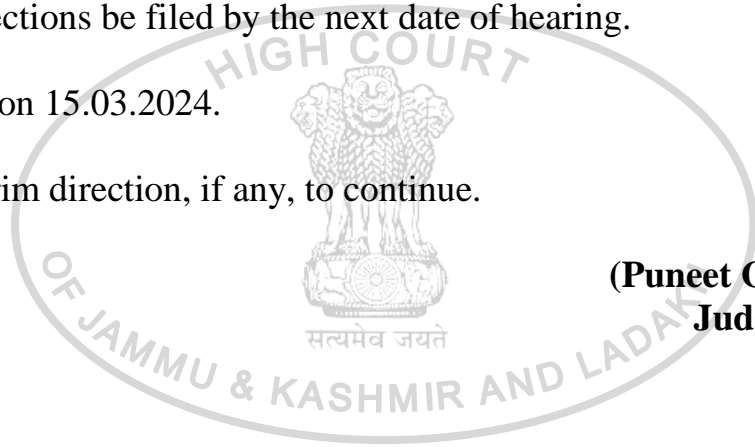 ections be filed by the next date of hearing.
on 15.03.2024.
rim direction, if any, to continue.
(Puneet G
Jud
HIGH COURT
OF JAMMU & KASHMIR AND LADAKH
सत्यमेव जयते